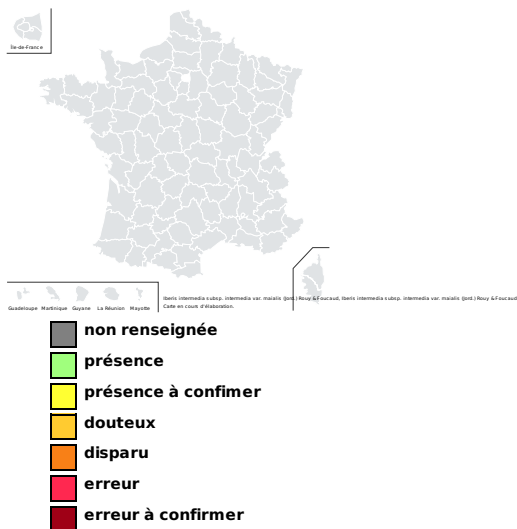 Île-de-France
Guadeloupe Martinique Guyane La Réunion Mayotte
Iberis intermedia subsp. intermedia var. maialis (Jord.) Rouy & Foucaud, Iberis intermedia subsp. intermedia var. maialis (Jord.) Rouy & Foucaud
Carte en cours d'élaboration.
non renseignée
présence
présence à confimer
douteux
disparu
erreur
erreur à confirmer